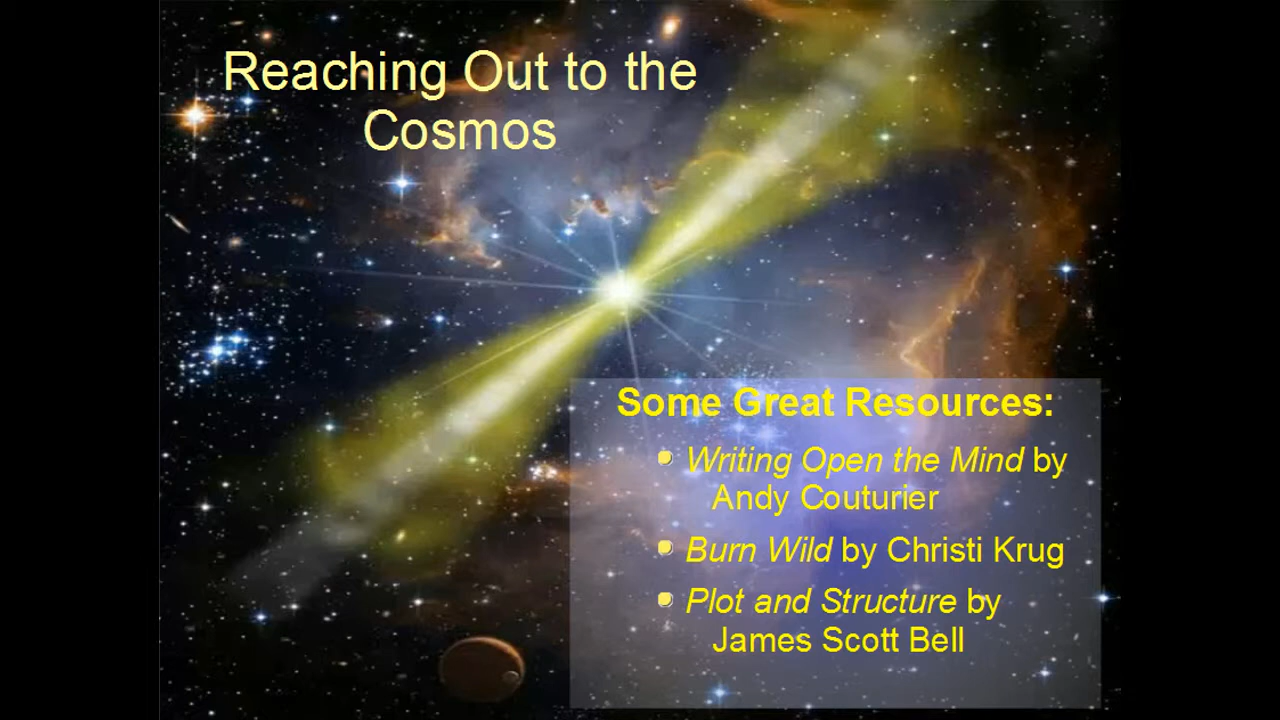 Reaching Out to the
Cosmos
Some Great Resources:
Writing Open the Mind by
Andy Couturier
Burn Wild by Christi Krug
Plot and Structure by
James Scott Bell